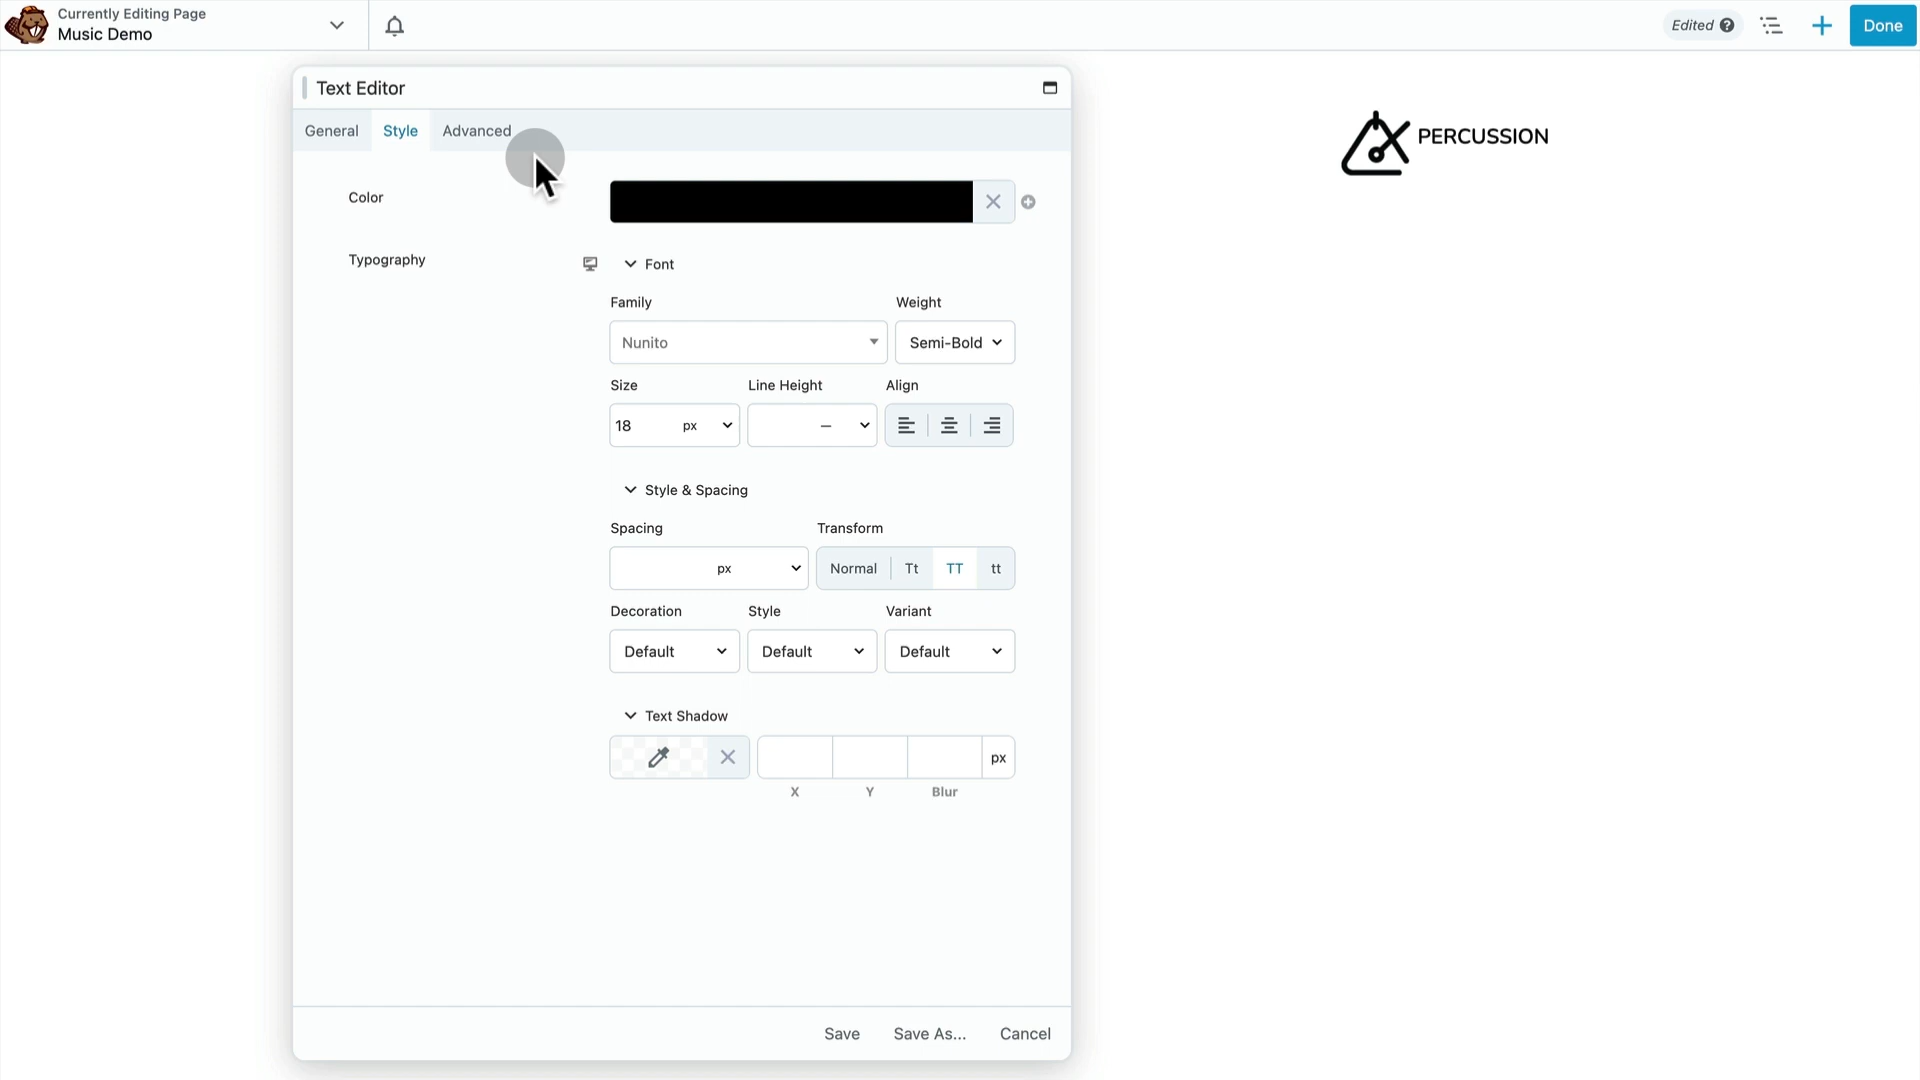 Currently Editing Page
Music Demo
Edited ?
Done
Text Editor
General Style Advanced
PERCUSSION
Color
Typography
Font
Family Weight
Nunito Semi-Bold
Size Line Height Align
18 px –
Style & Spacing
Spacing Transform
px Normal Tt TT tt
Decoration Style Variant
Default Default Default
Text Shadow
px
X Y Blur
Save Save As... Cancel